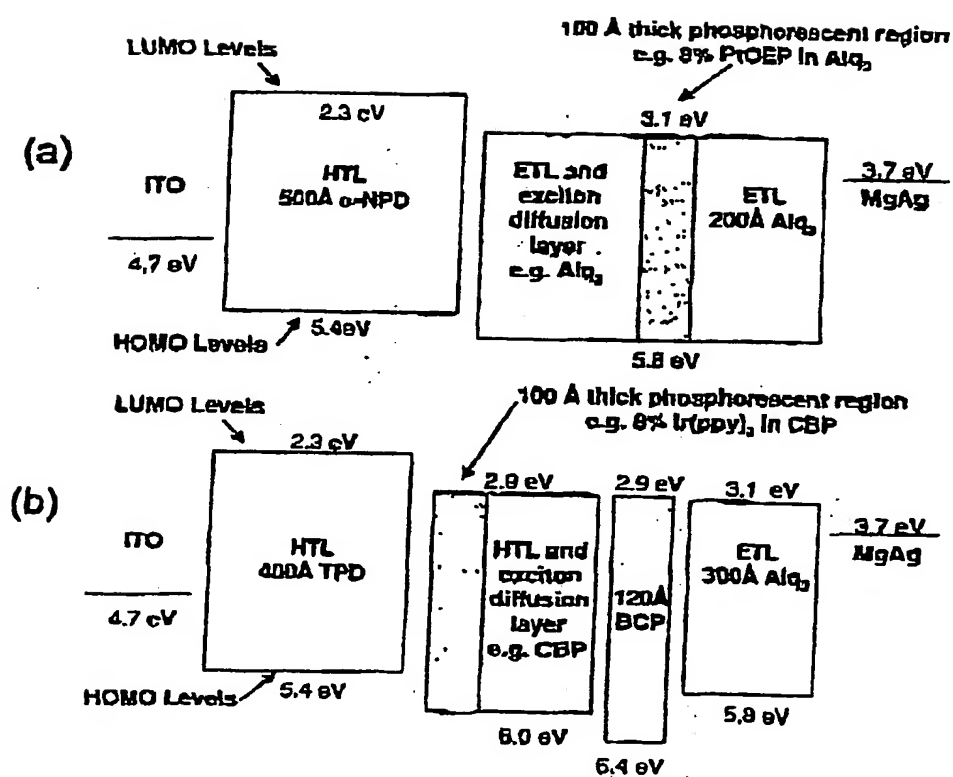 (a)
LUMO Levels
100 Å thick phosphorescent region
e.g. 8% PtOEP in Alq₃
2.3 eV
HTL
500Å α-NPD
ITO
4.7 eV
5.4eV
HOMO Levels
3.1 eV
ETL and
exciton
diffusion
layer
e.g. Alq₃
ETL
200Å Alq₃
5.8 eV
3.7 eV
MgAg
(b)
LUMO Levels
100 Å thick phosphorescent region
e.g. 8% Ir(ppy)₃ in CBP
2.3 eV
HTL
400Å TPD
ITO
4.7 eV
5.4 eV
HOMO Levels
2.9 eV
HTL and
exciton
diffusion
layer
e.g. CBP
6.0 eV
2.9 eV
120Å
BCP
6.4 eV
3.1 eV
ETL
300Å Alq₃
5.8 eV
3.7 eV
MgAg